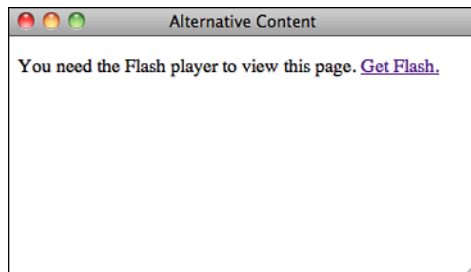 Alternative Content
You need the Flash player to view this page. Get Flash.